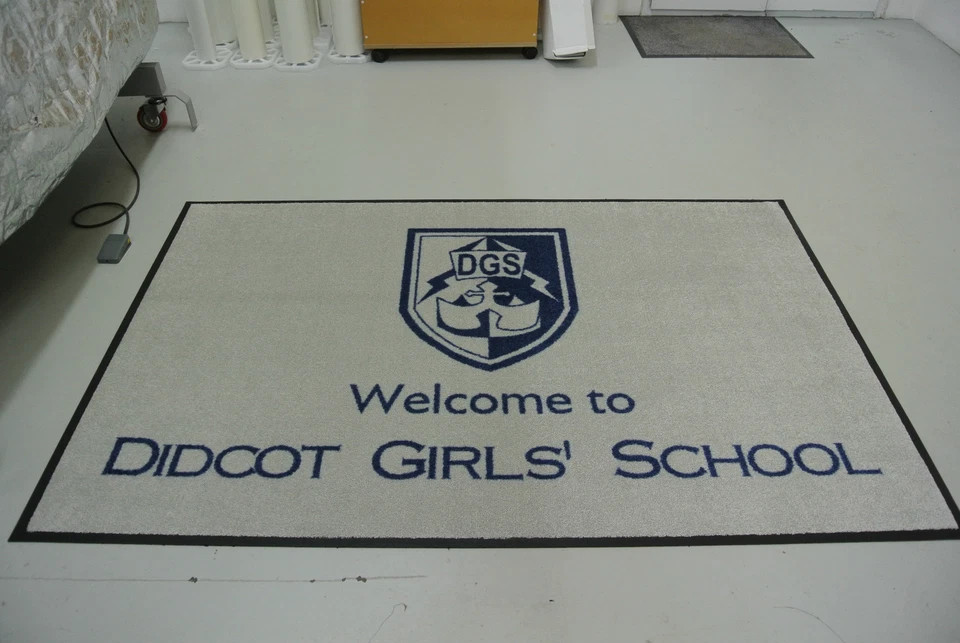 DGS
Welcome to
DIDCOT GIRLS' SCHOOL